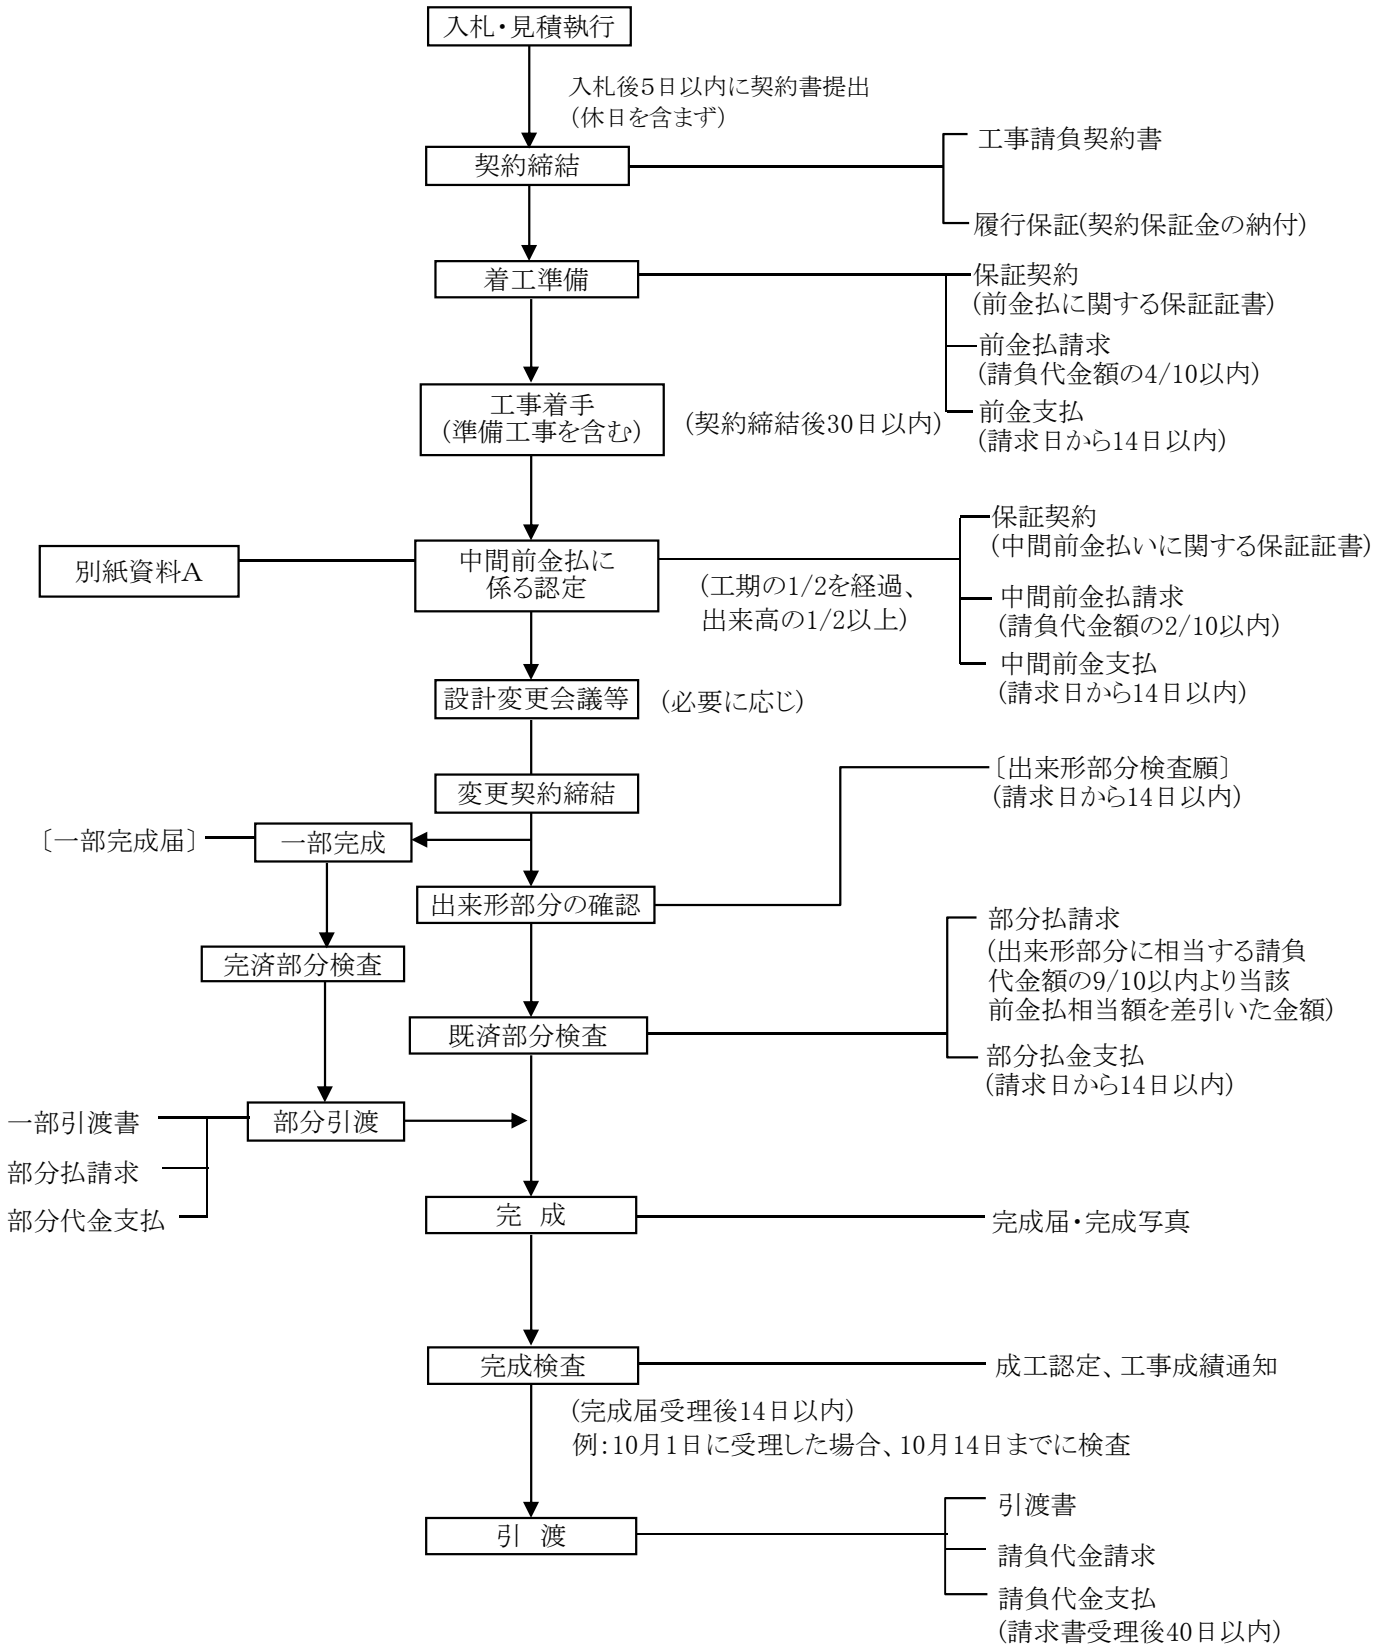 入札・見積執行
入札後5日以内に契約書提出
(休日を含まず)
契約締結
工事請負契約書
履行保証(契約保証金の納付)
着工準備
保証契約
(前金払に関する保証証書)
前金払請求
(請負代金額の4/10以内)
前金支払
(請求日から14日以内)
工事着手
(準備工事を含む)
(契約締結後30日以内)
別紙資料A
中間前金払に
係る認定
(工期の1/2を経過、
出来高の1/2以上)
保証契約
(中間前金払いに関する保証証書)
中間前金払請求
(請負代金額の2/10以内)
中間前金支払
(請求日から14日以内)
設計変更会議等
(必要に応じ)
変更契約締結
〔出来形部分検査願〕
(請求日から14日以内)
〔一部完成届〕
一部完成
出来形部分の確認
完済部分検査
部分払請求
(出来形部分に相当する請負
代金額の9/10以内より当該
前金払相当額を差引いた金額)
既済部分検査
部分払金支払
(請求日から14日以内)
部分引渡
一部引渡書
部分払請求
部分代金支払
完 成
完成届・完成写真
完成検査
成工認定、工事成績通知
(完成届受理後14日以内)
例：10月1日に受理した場合、10月14日までに検査
引 渡
引渡書
請負代金請求
請負代金支払
(請求書受理後40日以内)